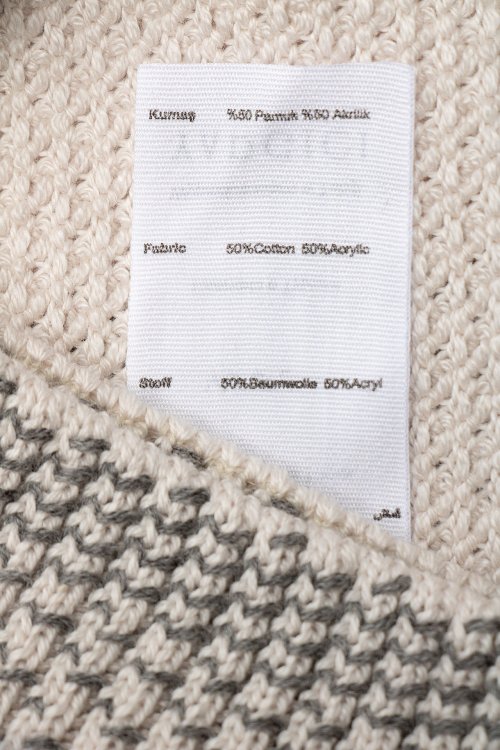 Kumaş %50 Pamuk %50 Akrilik
Fabric 50%Cotton 50%Acrylic
Stoff 50%Baumwolle 50%Acryl